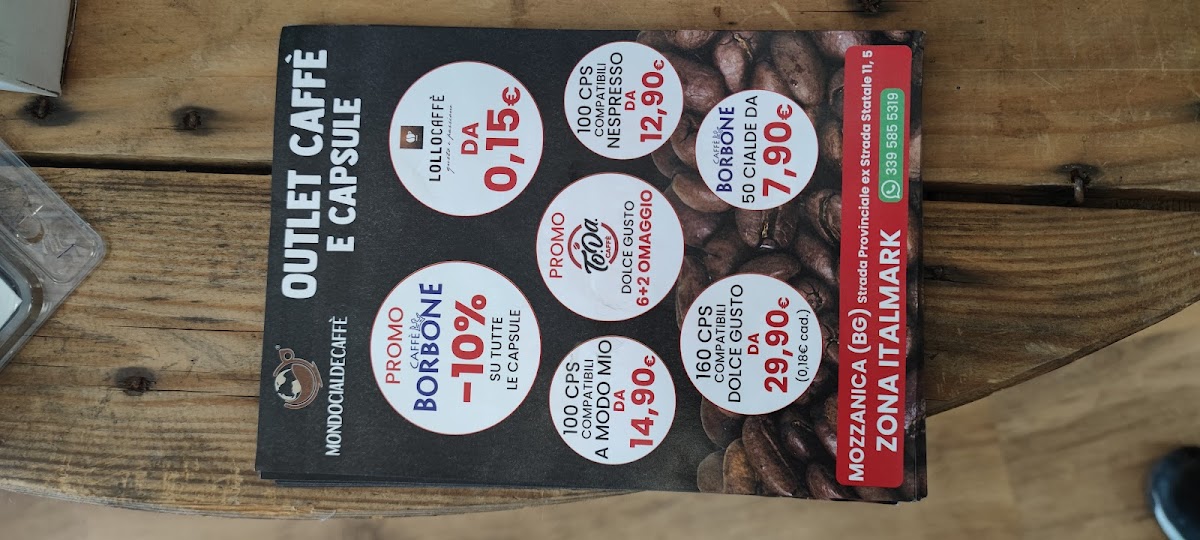 MONDOCIALDECAFFÈ
OUTLET CAFFÈ
E CAPSULE
PROMO
CAFFÈ
BORBONE
-10%
SU TUTTE
LE CAPSULE
LOLLOCAFFÈ
gusto e passione
DA
0,15€
PROMO
ToDa.
CAFFÈ
DOLCE GUSTO
6+2 OMAGGIO
100 CPS
COMPATIBILI
NESPRESSO
DA
12,90€
100 CPS
COMPATIBILI
A MODO MIO
DA
14,90€
CAFFÈ
BORBONE
50 CIALDE DA
7,90€
160 CPS
COMPATIBILI
DOLCE GUSTO
DA
29,90€
(0,18€ cad.)
MOZZANICA (BG) Strada Provinciale ex Strada Statale 11, 5
ZONA ITALMARK
339 585 5319